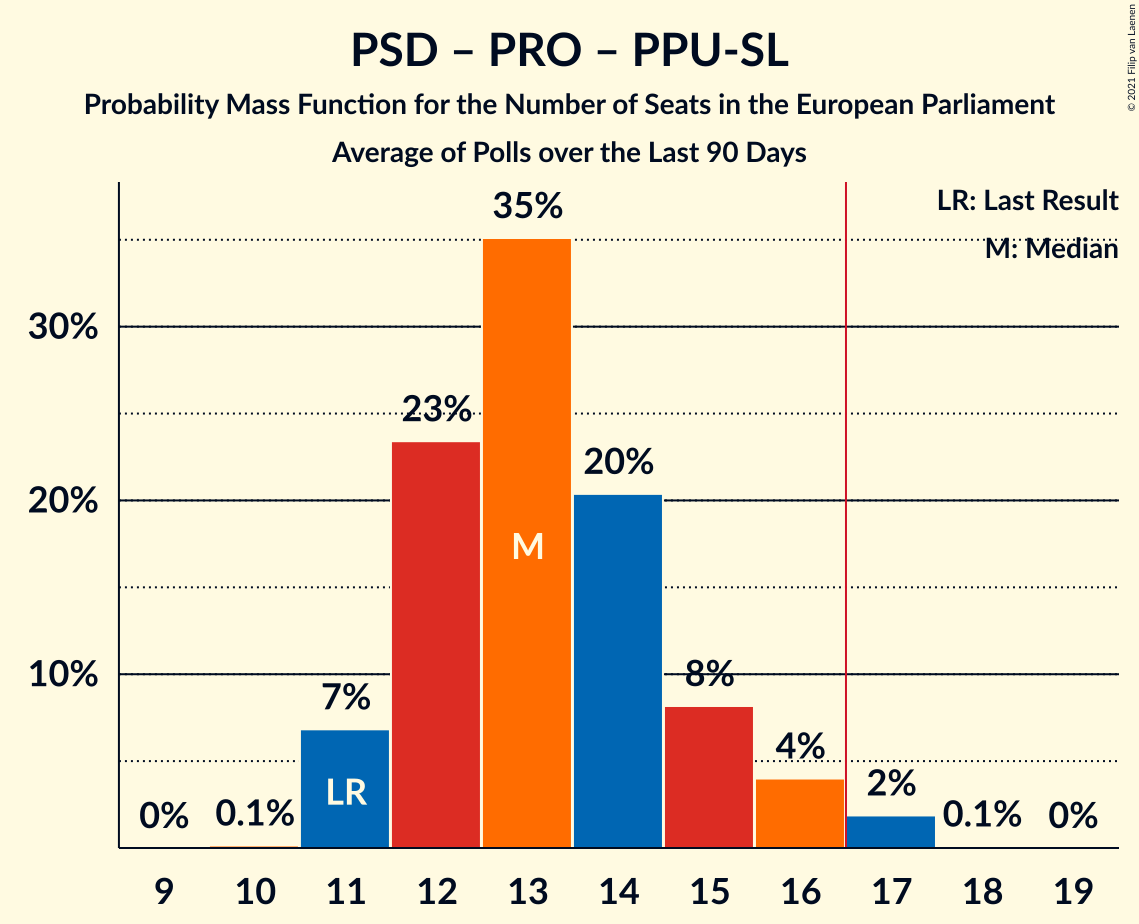 PSD – PRO – PPU-SL
Probability Mass Function for the Number of Seats in the European Parliament
Average of Polls over the Last 90 Days
© 2021 Filip van Laenen
LR: Last Result
M: Median
35%
30%
23%
20%
M
20%
10%
8%
7%
4%
LR
2%
0%
0.1%
0.1%
0%
9 10 11 12 13 14 15 16 17 18 19